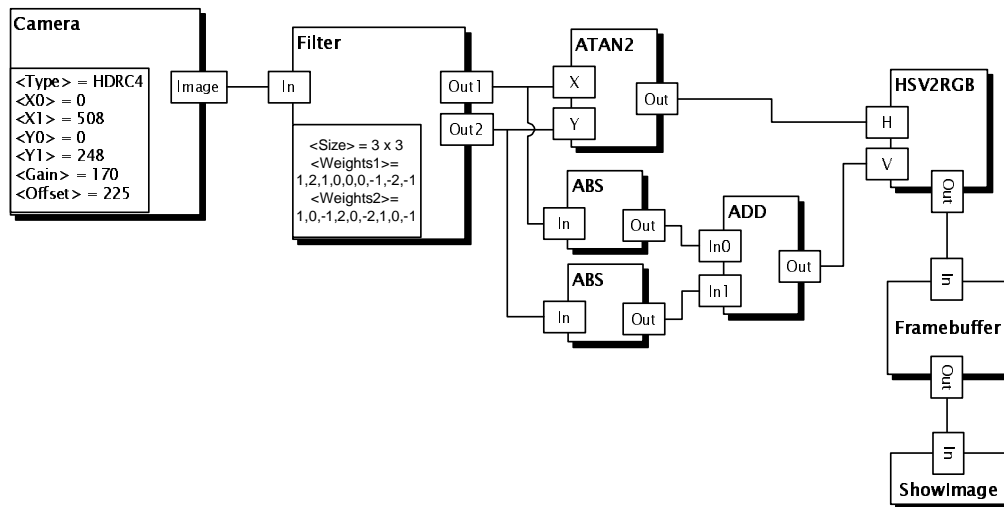 Camera
<Type> = HDRC4
<X0> = 0
<X1> = 508
<Y0> = 0
<Y1> = 248
<Gain> = 170
<Offset> = 225
Image
Filter
In
Out1
Out2
<Size> = 3 x 3
<Weights1>=
1,2,1,0,0,0,-1,-2,-1
<Weights2>=
1,0,-1,2,0,-2,1,0,-1
ATAN2
X
Y
Out
ABS
In
Out
ABS
In
Out
ADD
In0
In1
Out
HSV2RGB
H
V
Out
In
Framebuffer
Out
In
ShowImage